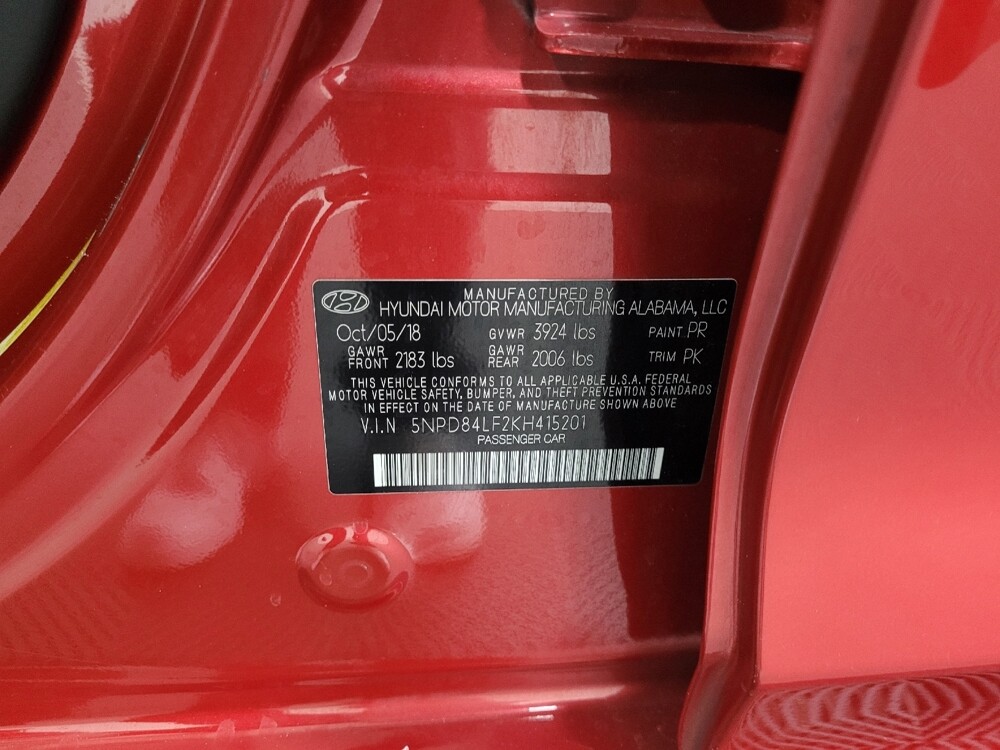 MANUFACTURED BY
HYUNDAI MOTOR MANUFACTURING ALABAMA, LLC
Oct/05/18 GVWR 3924 lbs PAINT PR
GAWR FRONT 2183 lbs GAWR REAR 2006 lbs TRIM PK
THIS VEHICLE CONFORMS TO ALL APPLICABLE U.S.A. FEDERAL
MOTOR VEHICLE SAFETY, BUMPER, AND THEFT PREVENTION STANDARDS
IN EFFECT ON THE DATE OF MANUFACTURE SHOWN ABOVE
V.I.N 5NPD84LF2KH415201
PASSENGER CAR